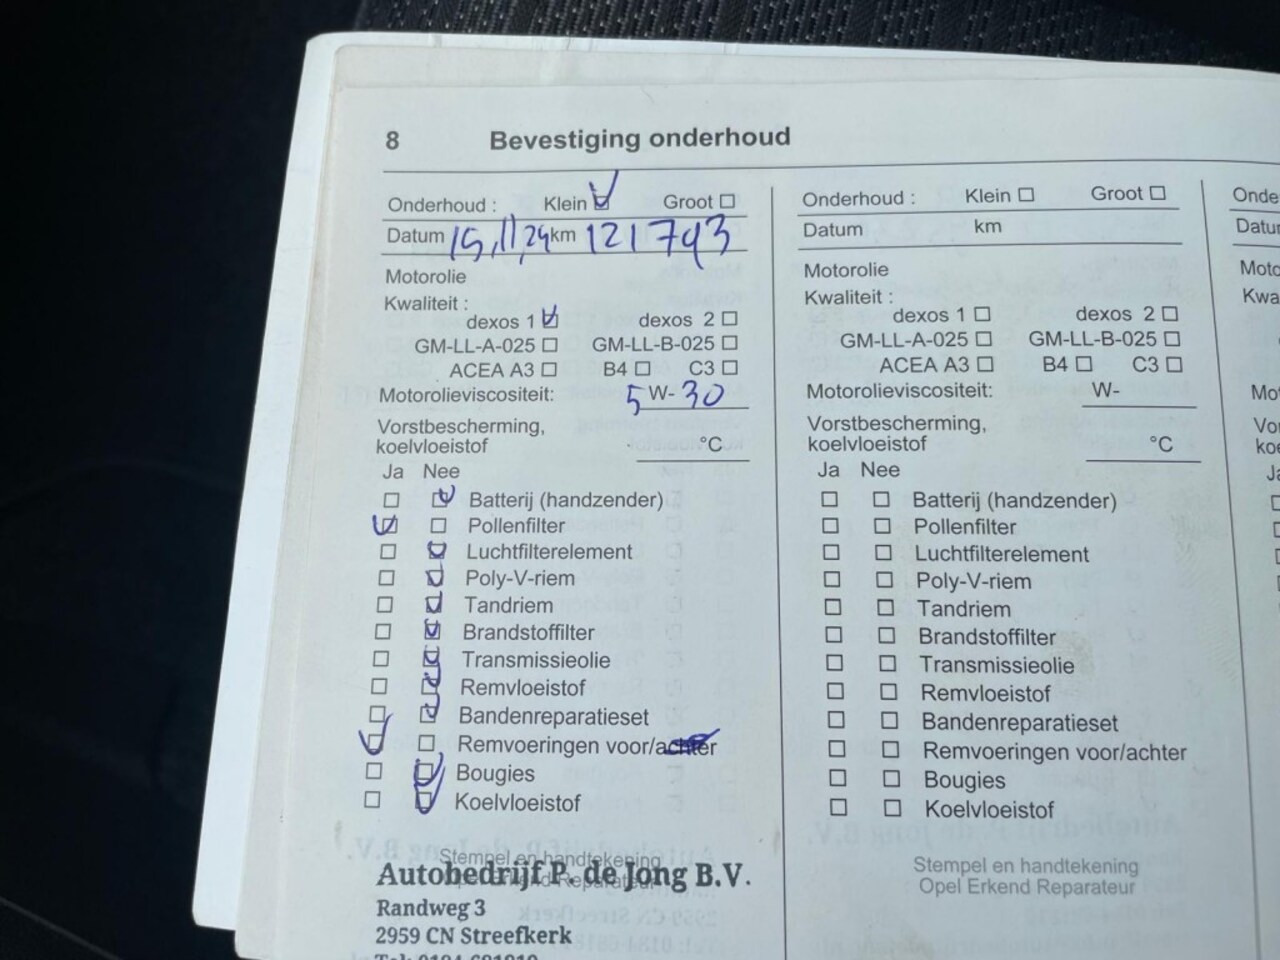 8 Bevestiging onderhoud
Onderhoud : Klein Groot
Datum 15,11,24 km 121793
Motorolie
Kwaliteit :
dexos 1 dexos 2
GM-LL-A-025 GM-LL-B-025
ACEA A3 B4 C3
Motorolieviscositeit: 5 W- 30
Vorstbescherming,
koelvloeistof °C
Ja Nee
Batterij (handzender)
Pollenfilter
Luchtfilterelement
Poly-V-riem
Tandriem
Brandstoffilter
Transmissieolie
Remvloeistof
Bandenreparatieset
Remvoeringen voor/achter
Bougies
Koelvloeistof
Stempel en handtekening
Autobedrijf P. de Jong B.V.
Randweg 3
2959 CN Streefkerk
Onderhoud : Klein Groot
Datum km
Motorolie
Kwaliteit :
dexos 1 dexos 2
GM-LL-A-025 GM-LL-B-025
ACEA A3 B4 C3
Motorolieviscositeit: W-
Vorstbescherming,
koelvloeistof °C
Ja Nee
Batterij (handzender)
Pollenfilter
Luchtfilterelement
Poly-V-riem
Tandriem
Brandstoffilter
Transmissieolie
Remvloeistof
Bandenreparatieset
Remvoeringen voor/achter
Bougies
Koelvloeistof
Stempel en handtekening
Opel Erkend Reparateur